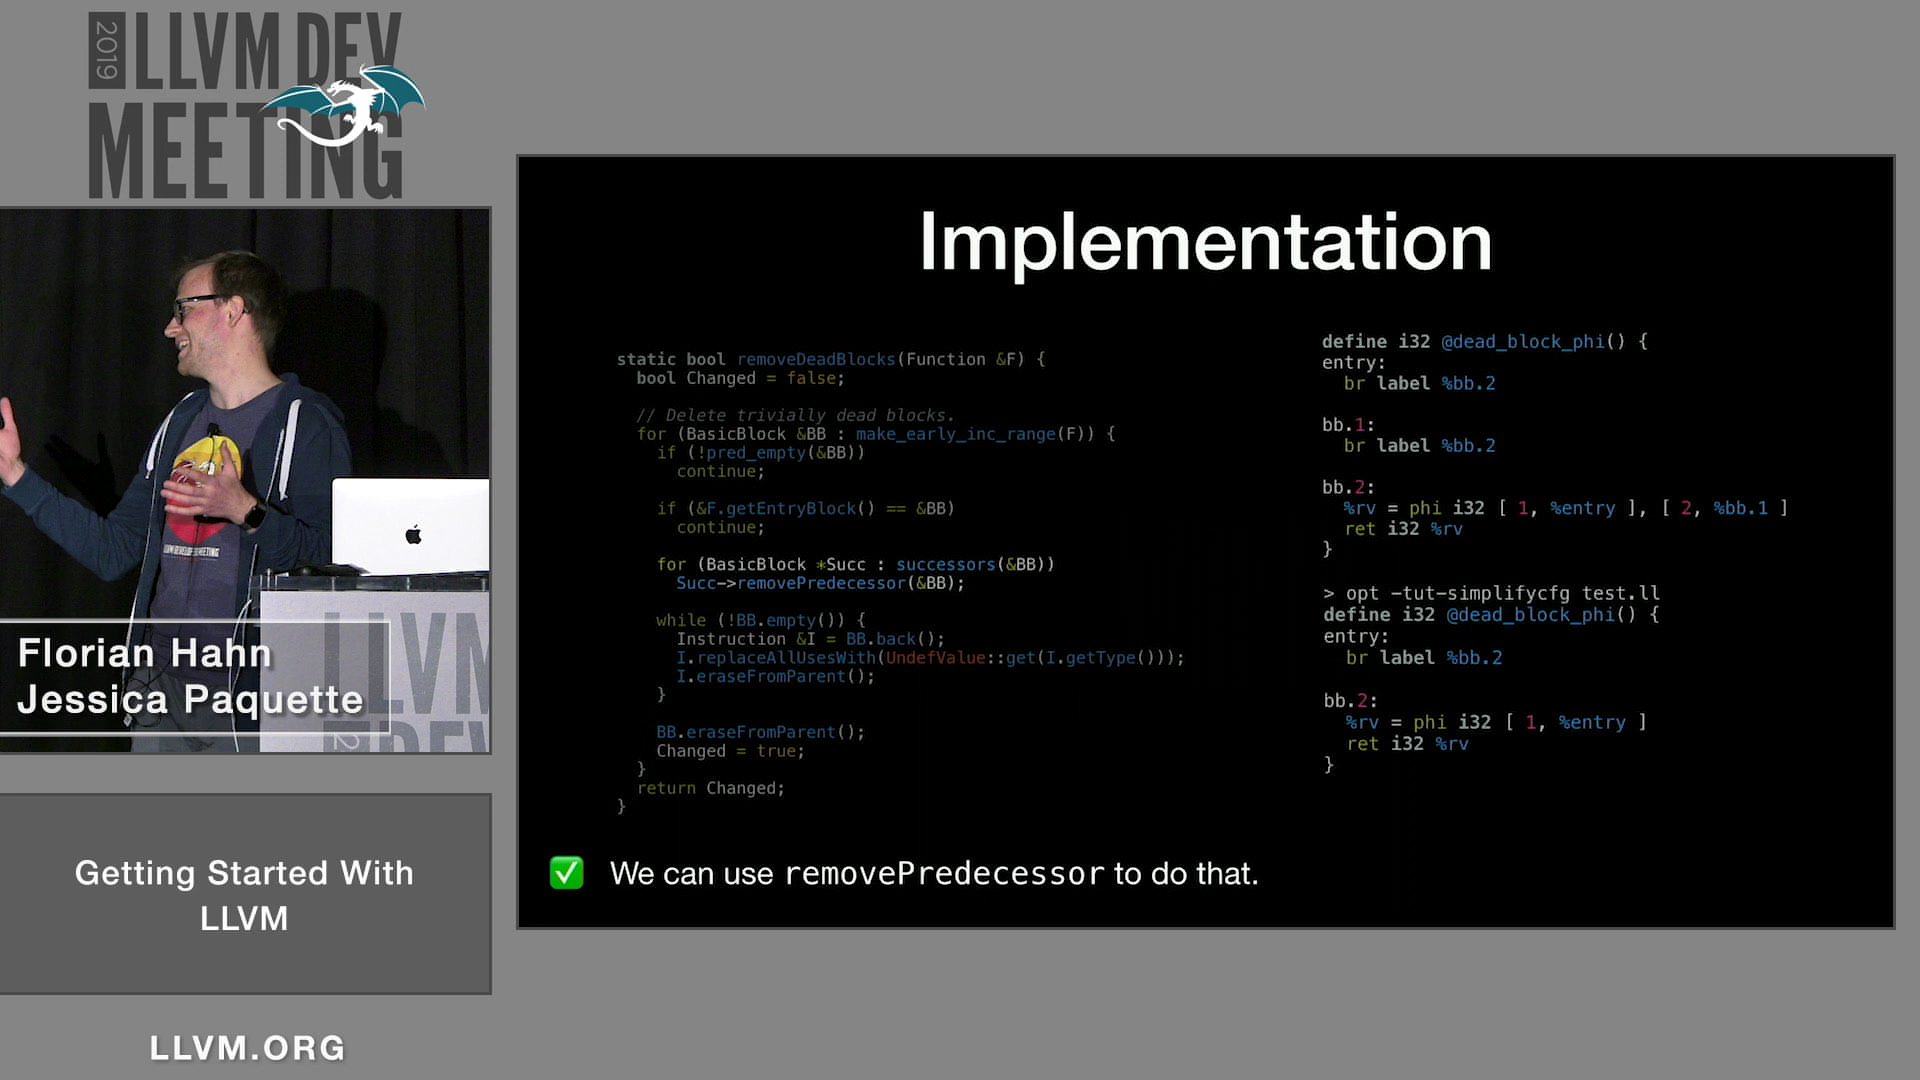 2019
LLVM DEV
MEETING
Florian Hahn
Jessica Paquette
Getting Started With
LLVM
LLVM.ORG
Implementation
static bool removeDeadBlocks(Function &F) {
  bool Changed = false;
  // Delete trivially dead blocks.
  for (BasicBlock &BB : make_early_inc_range(F)) {
    if (!pred_empty(&BB))
      continue;
    if (&F.getEntryBlock() == &BB)
      continue;
    for (BasicBlock *Succ : successors(&BB))
      Succ->removePredecessor(&BB);
    while (!BB.empty()) {
      Instruction &I = BB.back();
      I.replaceAllUsesWith(UndefValue::get(I.getType()));
      I.eraseFromParent();
    }
    BB.eraseFromParent();
    Changed = true;
  }
  return Changed;
}
define i32 @dead_block_phi() {
entry:
  br label %bb.2
bb.1:
  br label %bb.2
bb.2:
  %rv = phi i32 [ 1, %entry ], [ 2, %bb.1 ]
  ret i32 %rv
}
> opt -tut-simplifycfg test.ll
define i32 @dead_block_phi() {
entry:
  br label %bb.2
bb.2:
  %rv = phi i32 [ 1, %entry ]
  ret i32 %rv
}
✅ We can use removePredecessor to do that.